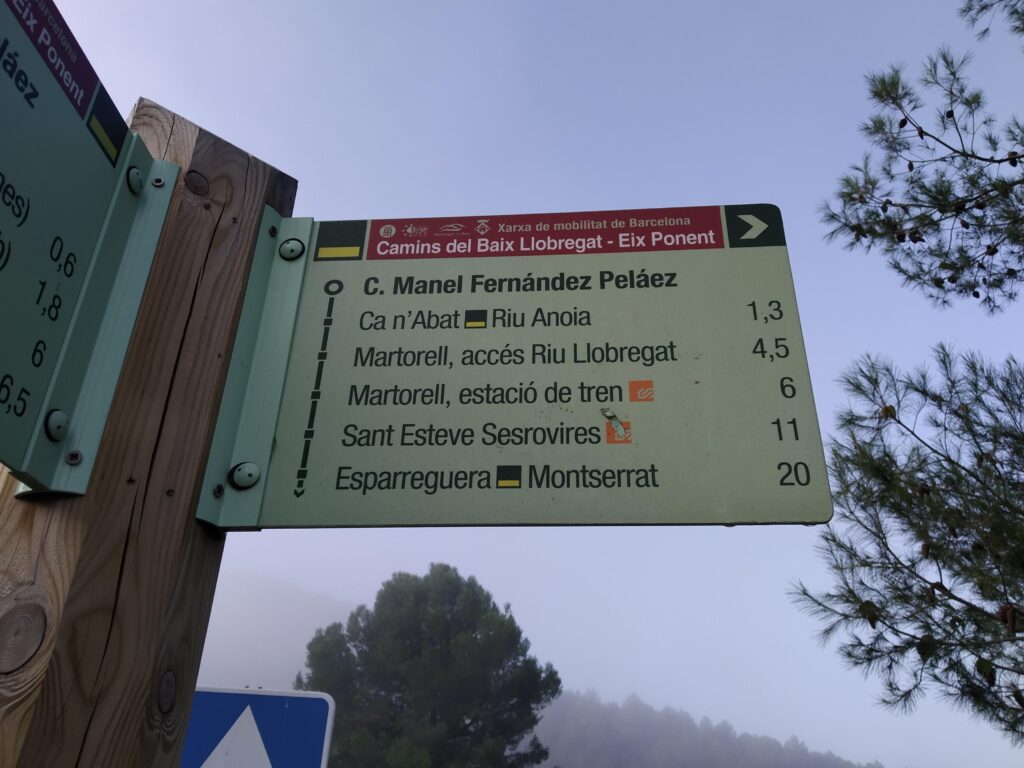 Barcelona
Eix Ponent
láez
0,6
1,8
6
6,5
Xarxa de mobilitat de Barcelona
Camins del Baix Llobregat - Eix Ponent
C. Manel Fernández Peláez
Ca n'Abat Riu Anoia 1,3
Martorell, accés Riu Llobregat 4,5
Martorell, estació de tren 6
Sant Esteve Sesrovires 11
Esparreguera Montserrat 20